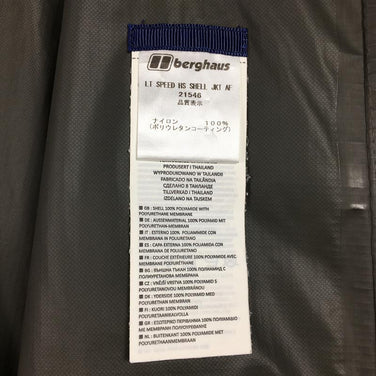 berghaus
LT SPEED HS SHELL JKT AF
21546
品質表示
ナイロン 100%
(ポリウレタンコーティング)
PRODUSERT I THAILAND
WYPRODUKOWANO W TAJLANDII
FABRICADO NA TAILÂNDIA
СДЕЛАНО В ТАИЛАНДЕ
TILLVERKAD I THAILAND
IZDELANO NA TAJSKEM
GB : SHELL 100% POLYAMIDE WITH
POLYURETHANE MEMBRANE
DE : AUSSENMATERIAL 100% POLYAMID MIT
POLYURETHAN MEMBRANE
IT : ESTERNO 100% POLIAMMIDE CON
MEMBRANA IN POLIURETANO
ES : CAPA EXTERNA 100% POLIAMIDA CON
MEMBRANA DE POLIURETANO
FR : COUCHE EXTÉRIEURE 100% POLYAMIDE AVEC
MEMBRANE POLYURÉTHANE
BG : ВЪНШНА ТЪКАН 100% ПОЛИАМИД С
ПОЛИУРЕТАНОВА МЕМБРАНА
CZ : VNĚJŠÍ VRSTVA 100% POLYAMID S
POLYURETANOVOU MEMBRÁNOU
DK : YDERSIDE 100% POLYAMID MED
POLYURETHAN MEMBRAN
FI : KUORI 100% POLYAMIDI
POLYURETAANIKALVOLLA
GR : ΕΞΩΤΕΡΙΚΟ ΠΕΡΙΒΛΗΜΑ 100% ΠΟΛΥΑΜΙΔΙΟ
ΜΕ ΜΕΜΒΡΑΝΗ ΠΟΛΥΟΥΡΕΘΑΝΗΣ
NL : BUITENKANT 100% POLYAMIDE MET
POLYURETHAANMEMBRAAN